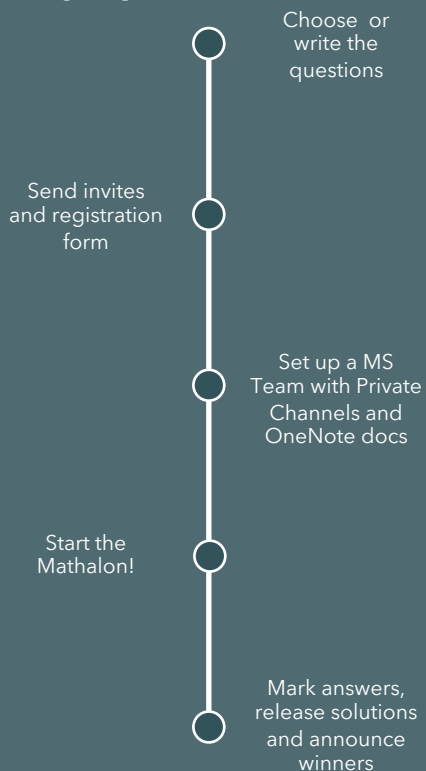 Choose or
write the
questions
Send invites
and registration
form
Set up a MS
Team with Private
Channels and
OneNote docs
Start the
Mathalon!
Mark answers,
release solutions
and announce
winners